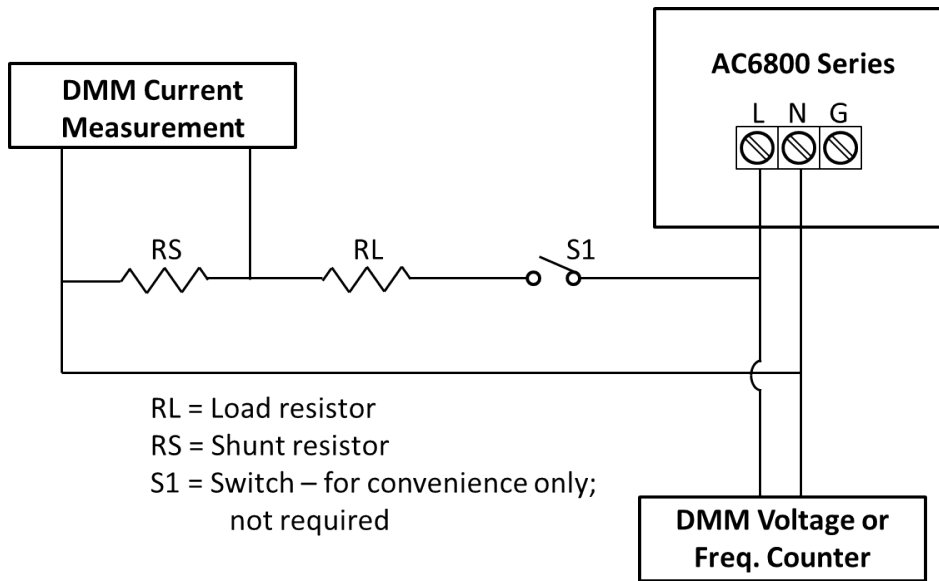 DMM Current
Measurement
AC6800 Series
L N G
RS
RL
S1
RL = Load resistor
RS = Shunt resistor
S1 = Switch – for convenience only;
not required
DMM Voltage or
Freq. Counter